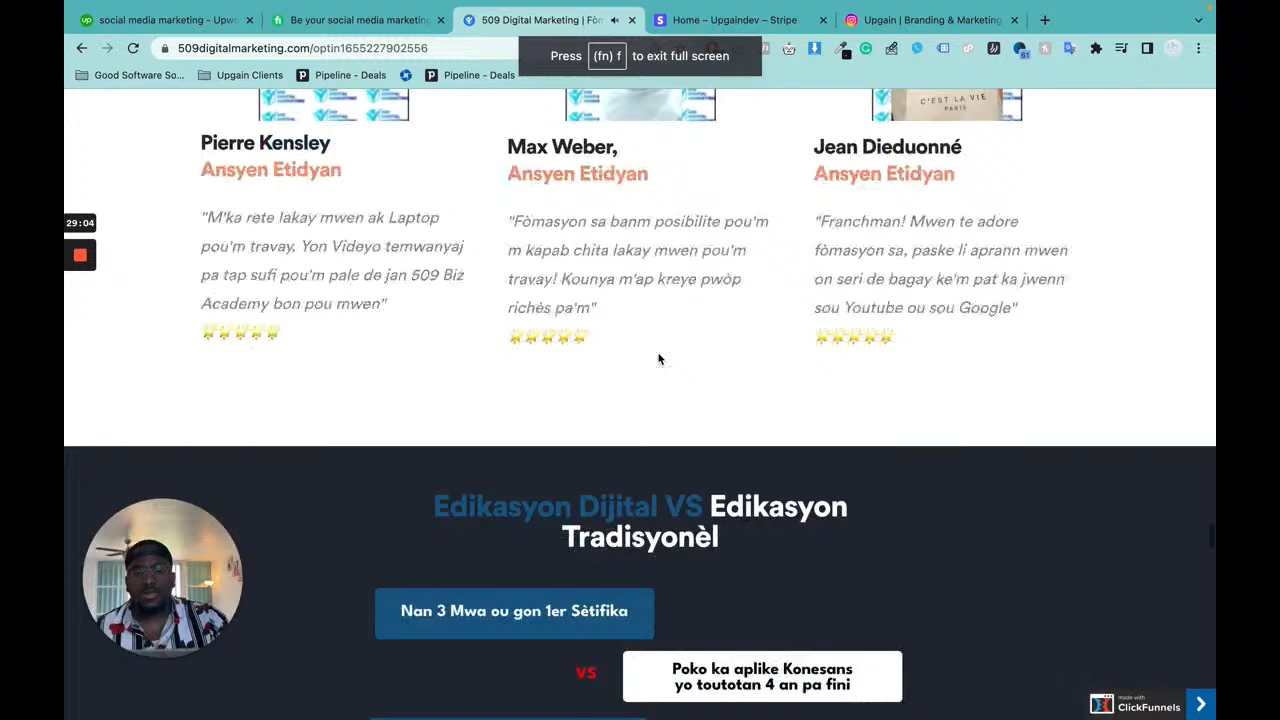 social media marketing - Upwo
Be your social media marketing
509 Digital Marketing | Fòr
Home – Upgaindev – Stripe
Upgain | Branding & Marketing
509digitalmarketing.com/optin1655227902556
Press (fn) f to exit full screen
61
Good Software So...
Upgain Clients
Pipeline - Deals
Pipeline - Deals
C'EST LA VIE
PARIS
Pierre Kensley
Ansyen Etidyan
"M'ka rete lakay mwen ak Laptop
pou'm travay. Yon Videyo temwanyaj
pa tap sufi pou'm pale de jan 509 Biz
Academy bon pou mwen"
Max Weber,
Ansyen Etidyan
"Fòmasyon sa banm posibilite pou'm
m kapab chita lakay mwen pou'm
travay! Kounya m'ap kreye pwòp
richès pa'm"
Jean Dieduonné
Ansyen Etidyan
"Franchman! Mwen te adore
fòmasyon sa, paske li aprann mwen
on seri de bagay ke'm pat ka jwenn
sou Youtube ou sou Google"
29:04
Edikasyon Dijital VS Edikasyon
Tradisyonèl
Nan 3 Mwa ou gon 1er Sètifika
VS
Poko ka aplike Konesans
yo toutotan 4 an pa fini
made with
ClickFunnels